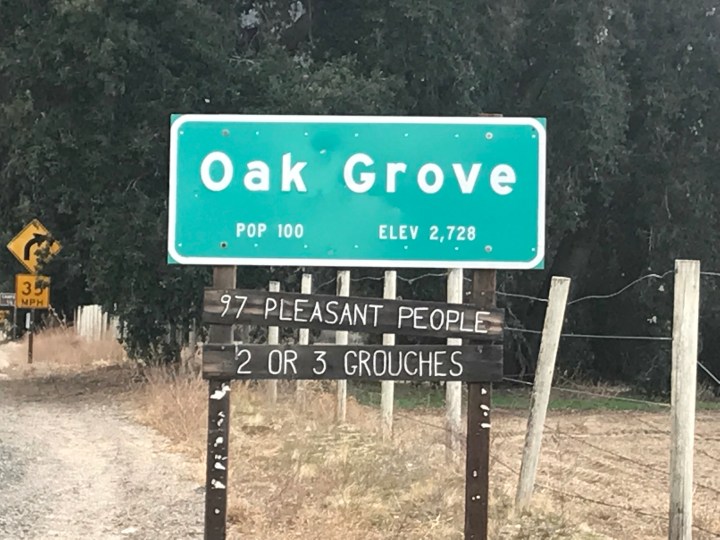 Oak Grove
POP 100 ELEV 2,728
97 PLEASANT PEOPLE
2 OR 3 GROUCHES
35
MPH